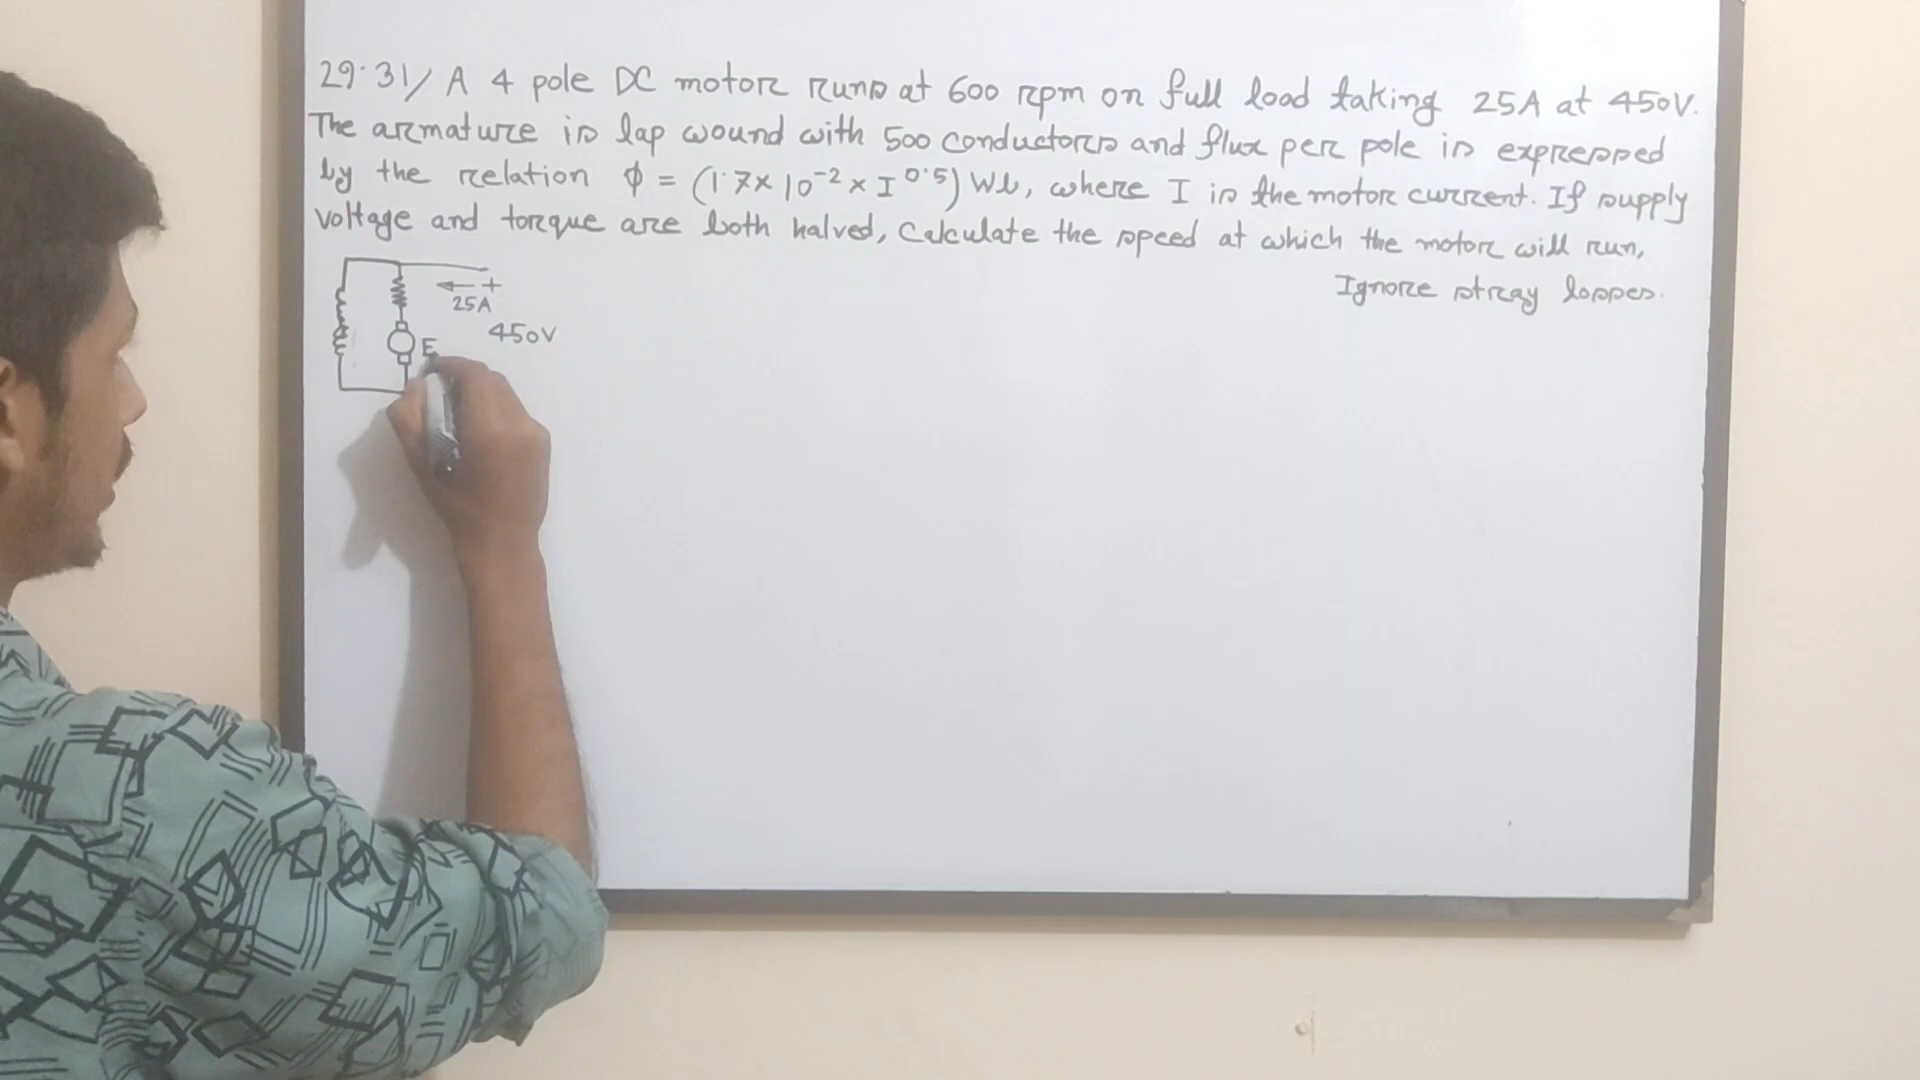 29.31/ A 4 pole DC motor runs at 600 rpm on full load taking 25A at 450V.
The armature is lap wound with 500 conductors and flux per pole is expressed
by the relation ϕ = (1.7×10⁻² × I⁰·⁵) Wb, where I is the motor current. If supply
voltage and torque are both halved, Calculate the speed at which the motor will run,
Ignore stray losses.
+
25A
450V
E